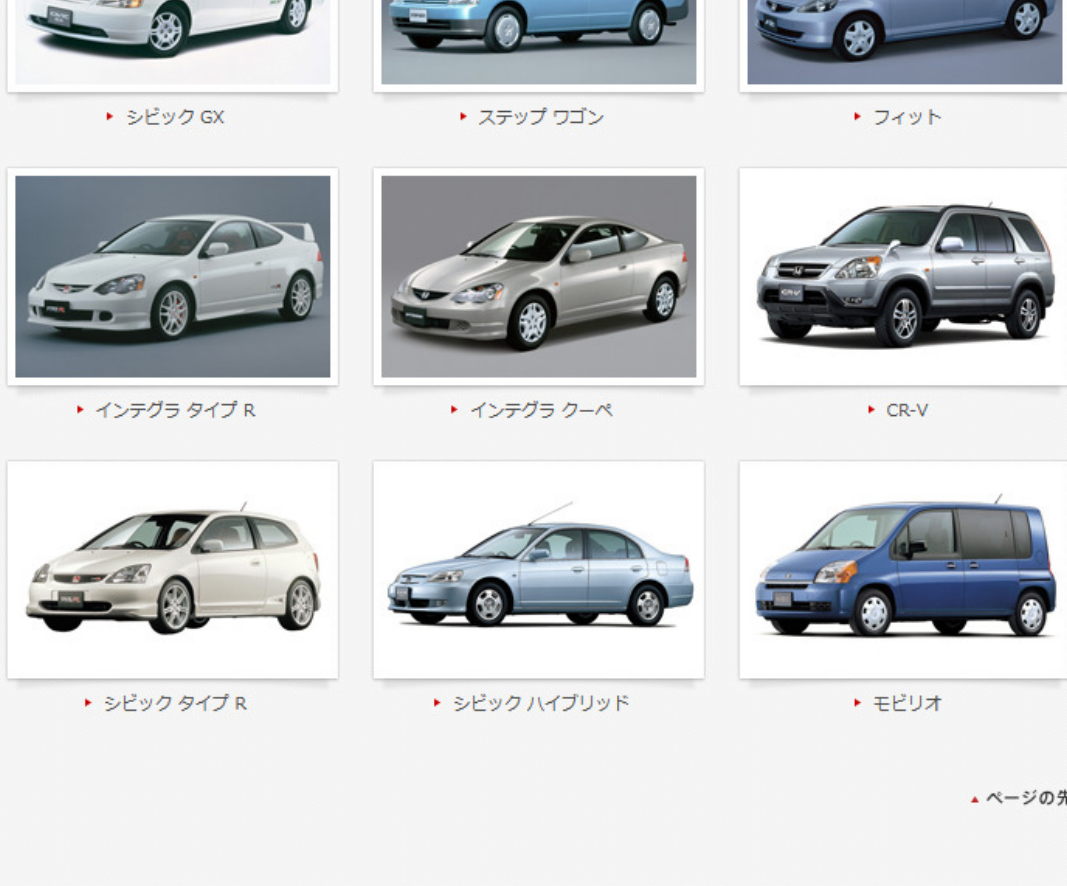 シビック GX
ステップ ワゴン
フィット
インテグラ タイプ R
インテグラ クーペ
CR-V
CR-V
シビック タイプ R
シビック ハイブリッド
モビリオ
ページの先